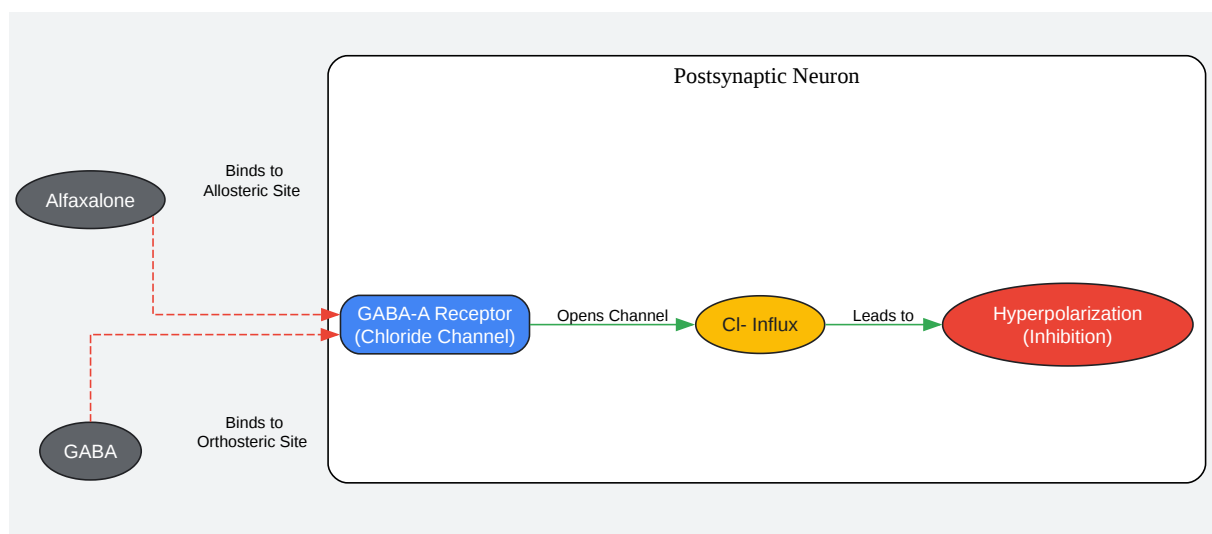 Postsynaptic Neuron
Binds to
Allosteric Site
Alfaxalone
GABA-A Receptor
(Chloride Channel)
Opens Channel
Cl- Influx
Leads to
Hyperpolarization
(Inhibition)
Binds to
Orthosteric Site
GABA